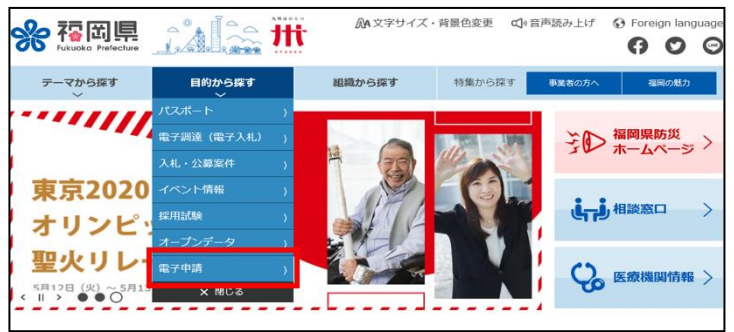 福岡県
Fukuoka Prefecture
文字サイズ・背景色変更
音声読み上げ
Foreign language
テーマから探す
目的から探す
組織から探す
特集から探す
事業者の方へ
福岡の魅力
パスポート
電子調達（電子入札）
入札・公募案件
イベント情報
採用試験
オープンデータ
電子申請
× 閉じる
東京2020
オリンピッ
聖火リレー
5月12日（火）～5月13
福岡県防災
ホームページ
相談窓口
医療機関情報